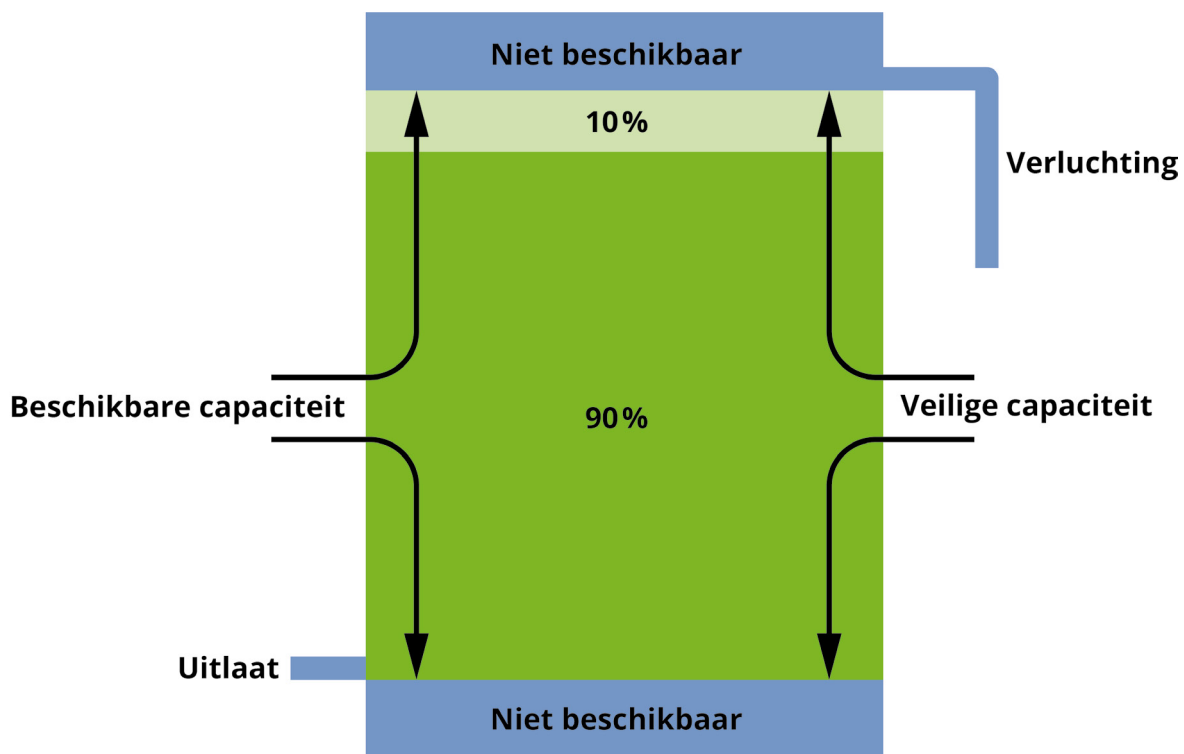 Niet beschikbaar
10%
Verluchting
Beschikbare capaciteit
90%
Veilige capaciteit
Uitlaat
Niet beschikbaar